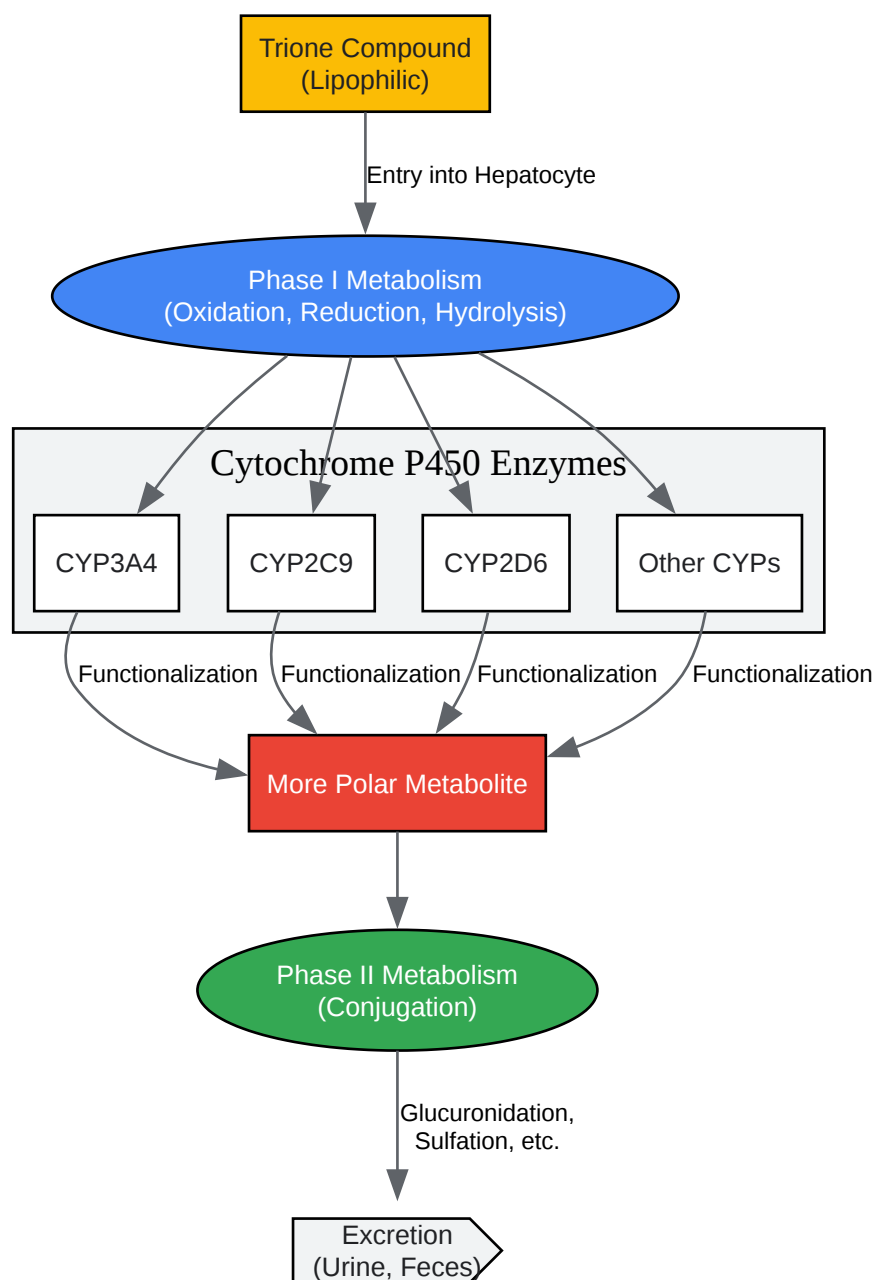 Trione Compound
(Lipophilic)
Entry into Hepatocyte
Phase I Metabolism
(Oxidation, Reduction, Hydrolysis)
Cytochrome P450 Enzymes
CYP3A4
CYP2C9
CYP2D6
Other CYPs
Functionalization
Functionalization
Functionalization
Functionalization
More Polar Metabolite
Phase II Metabolism
(Conjugation)
Glucuronidation,
Sulfation, etc.
Excretion
(Urine, Feces)